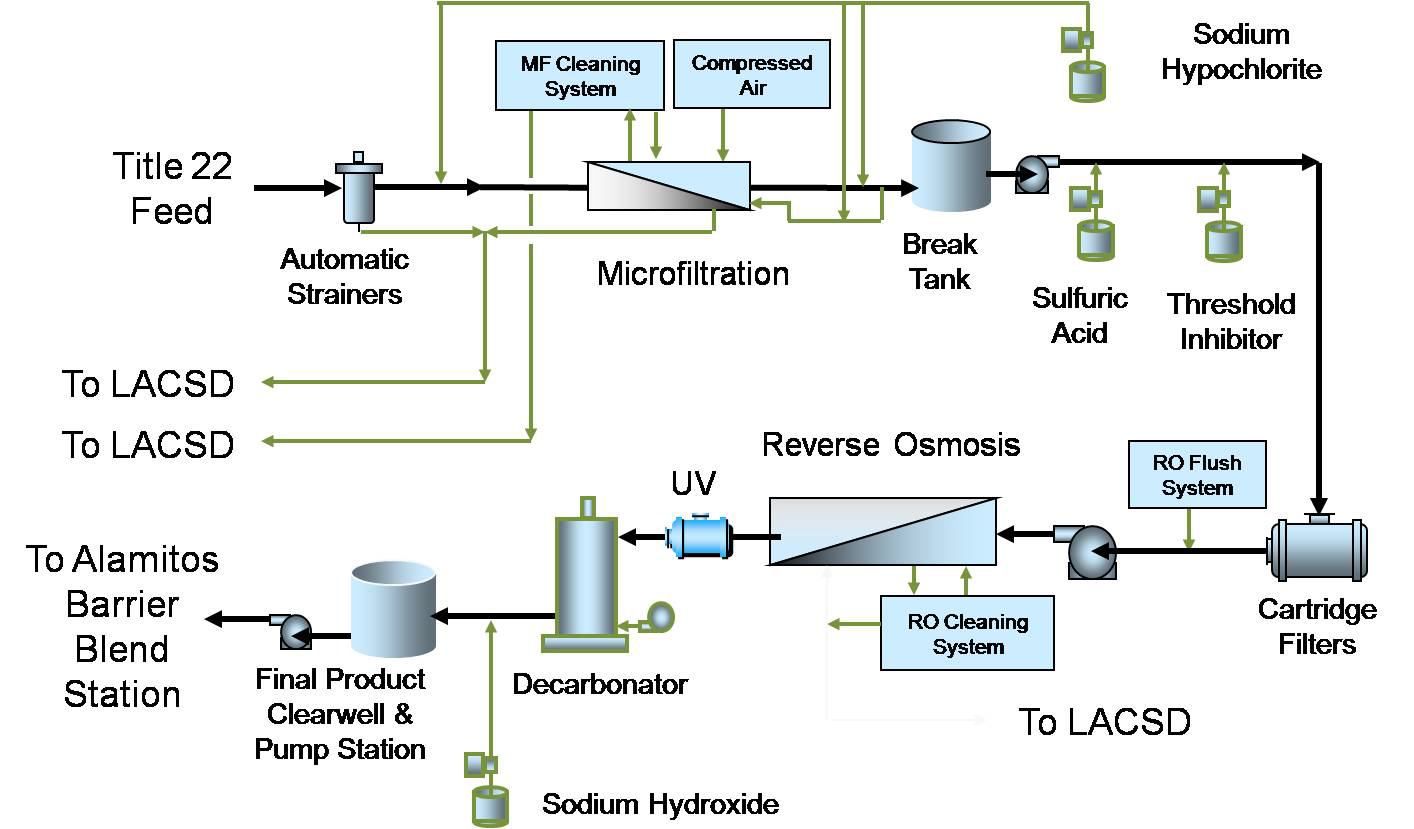 Sodium
Hypochlorite
MF Cleaning
System
Compressed
Air
Title 22
Feed
Automatic
Strainers
Microfiltration
Break
Tank
Sulfuric
Acid
Threshold
Inhibitor
To LACSD
To LACSD
Reverse Osmosis
UV
RO Flush
System
To Alamitos
Barrier
Blend
Station
Cartridge
Filters
RO Cleaning
System
Final Product
Clearwell &
Pump Station
Decarbonator
To LACSD
Sodium Hydroxide